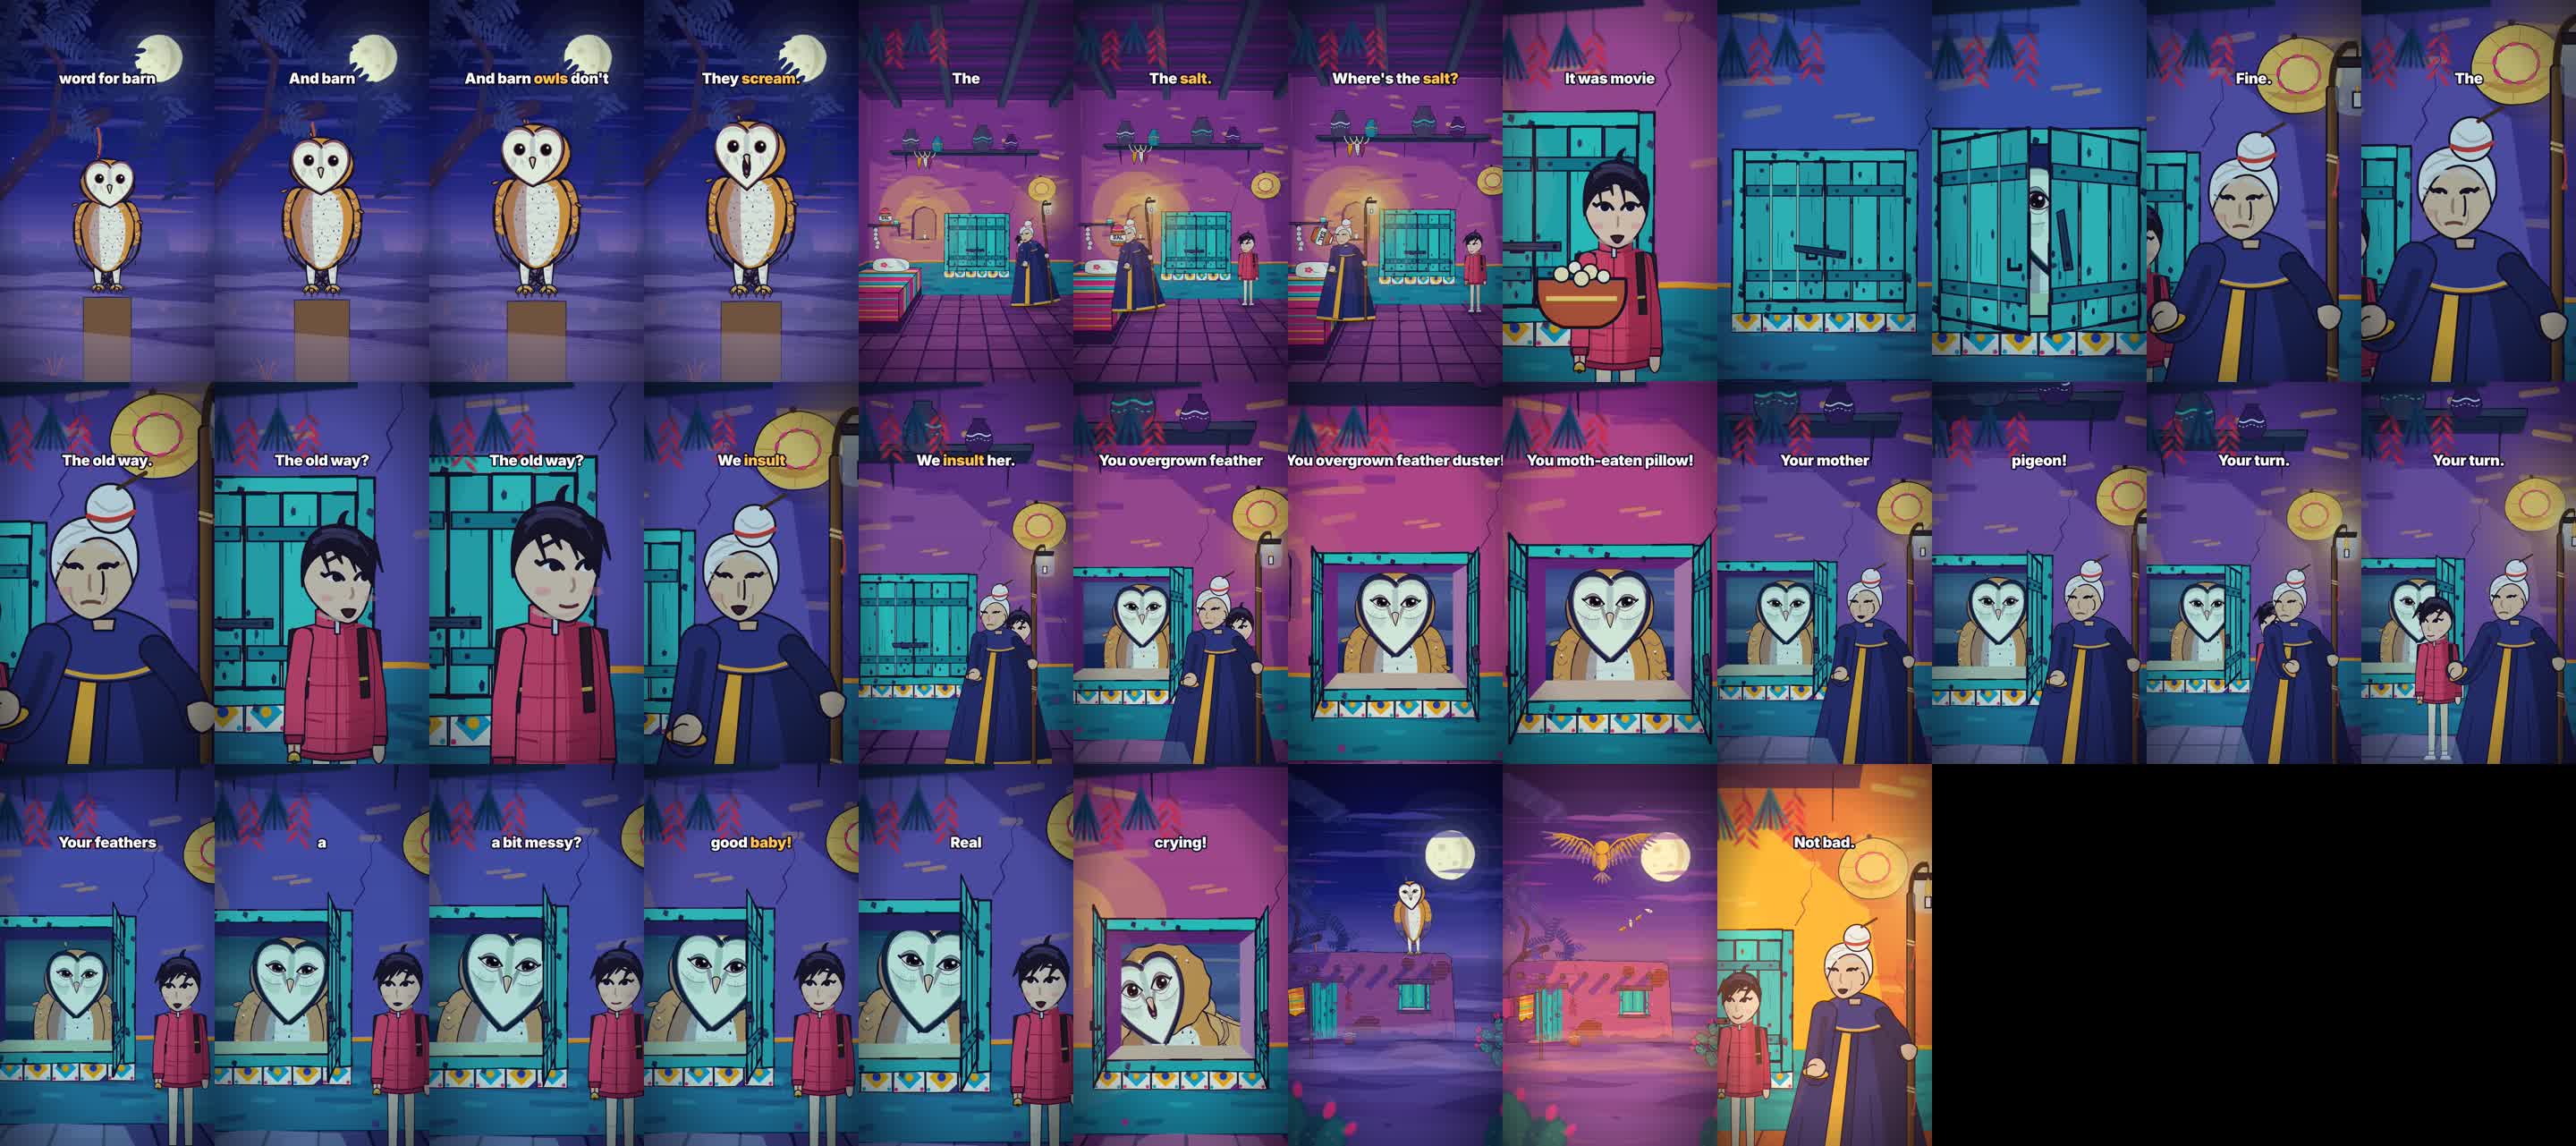 word for barn
And barn
And barn owls don't
They scream.
The
The salt.
Where's the salt?
It was movie
Fine.
The
The old way.
The old way?
The old way?
We insult
We insult her.
You overgrown feather
You overgrown feather duster!
You moth-eaten pillow!
Your mother
pigeon!
Your turn.
Your turn.
Your feathers
a
a bit messy?
good baby!
Real
crying!
Not bad.